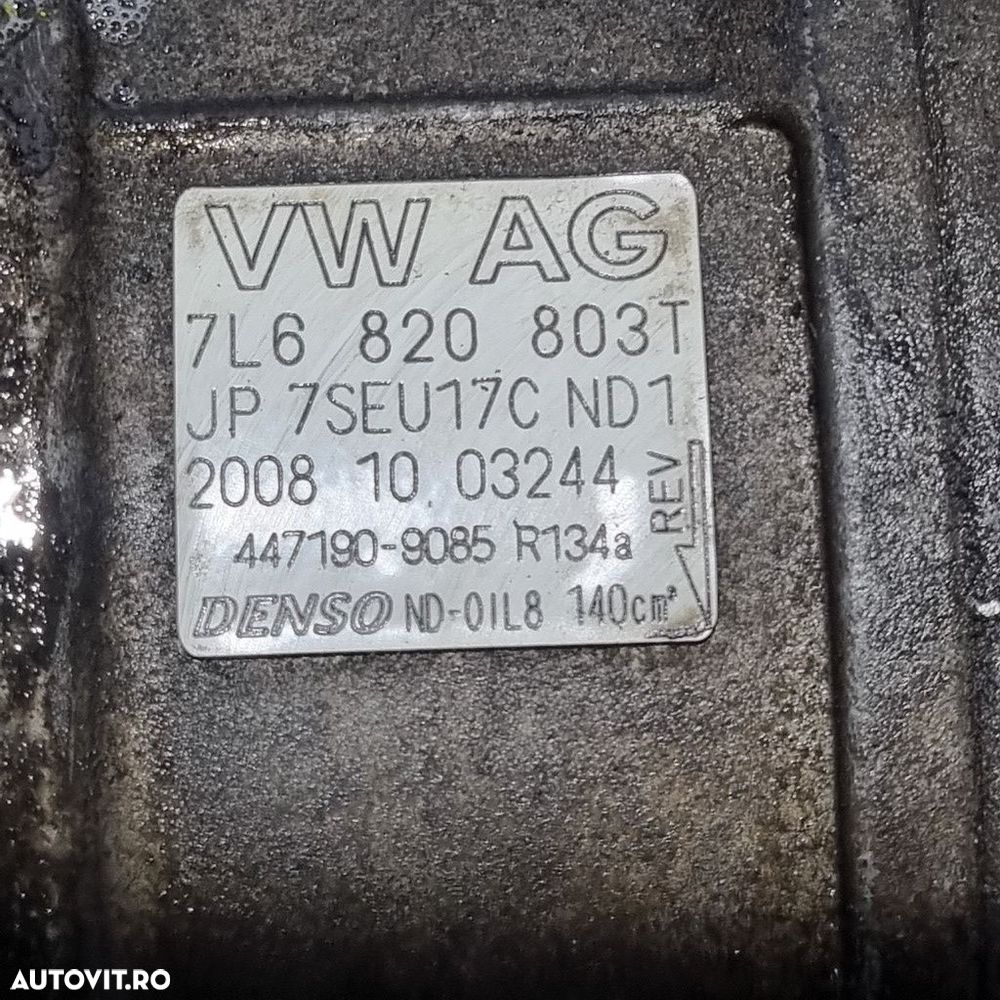 VW AG
7L6 820 803T
JP 7SEU17C ND1
2008 10 03244
REV
447190-9085 R134a
DENSO ND-OIL8 140cm³
AUTOVIT.RO